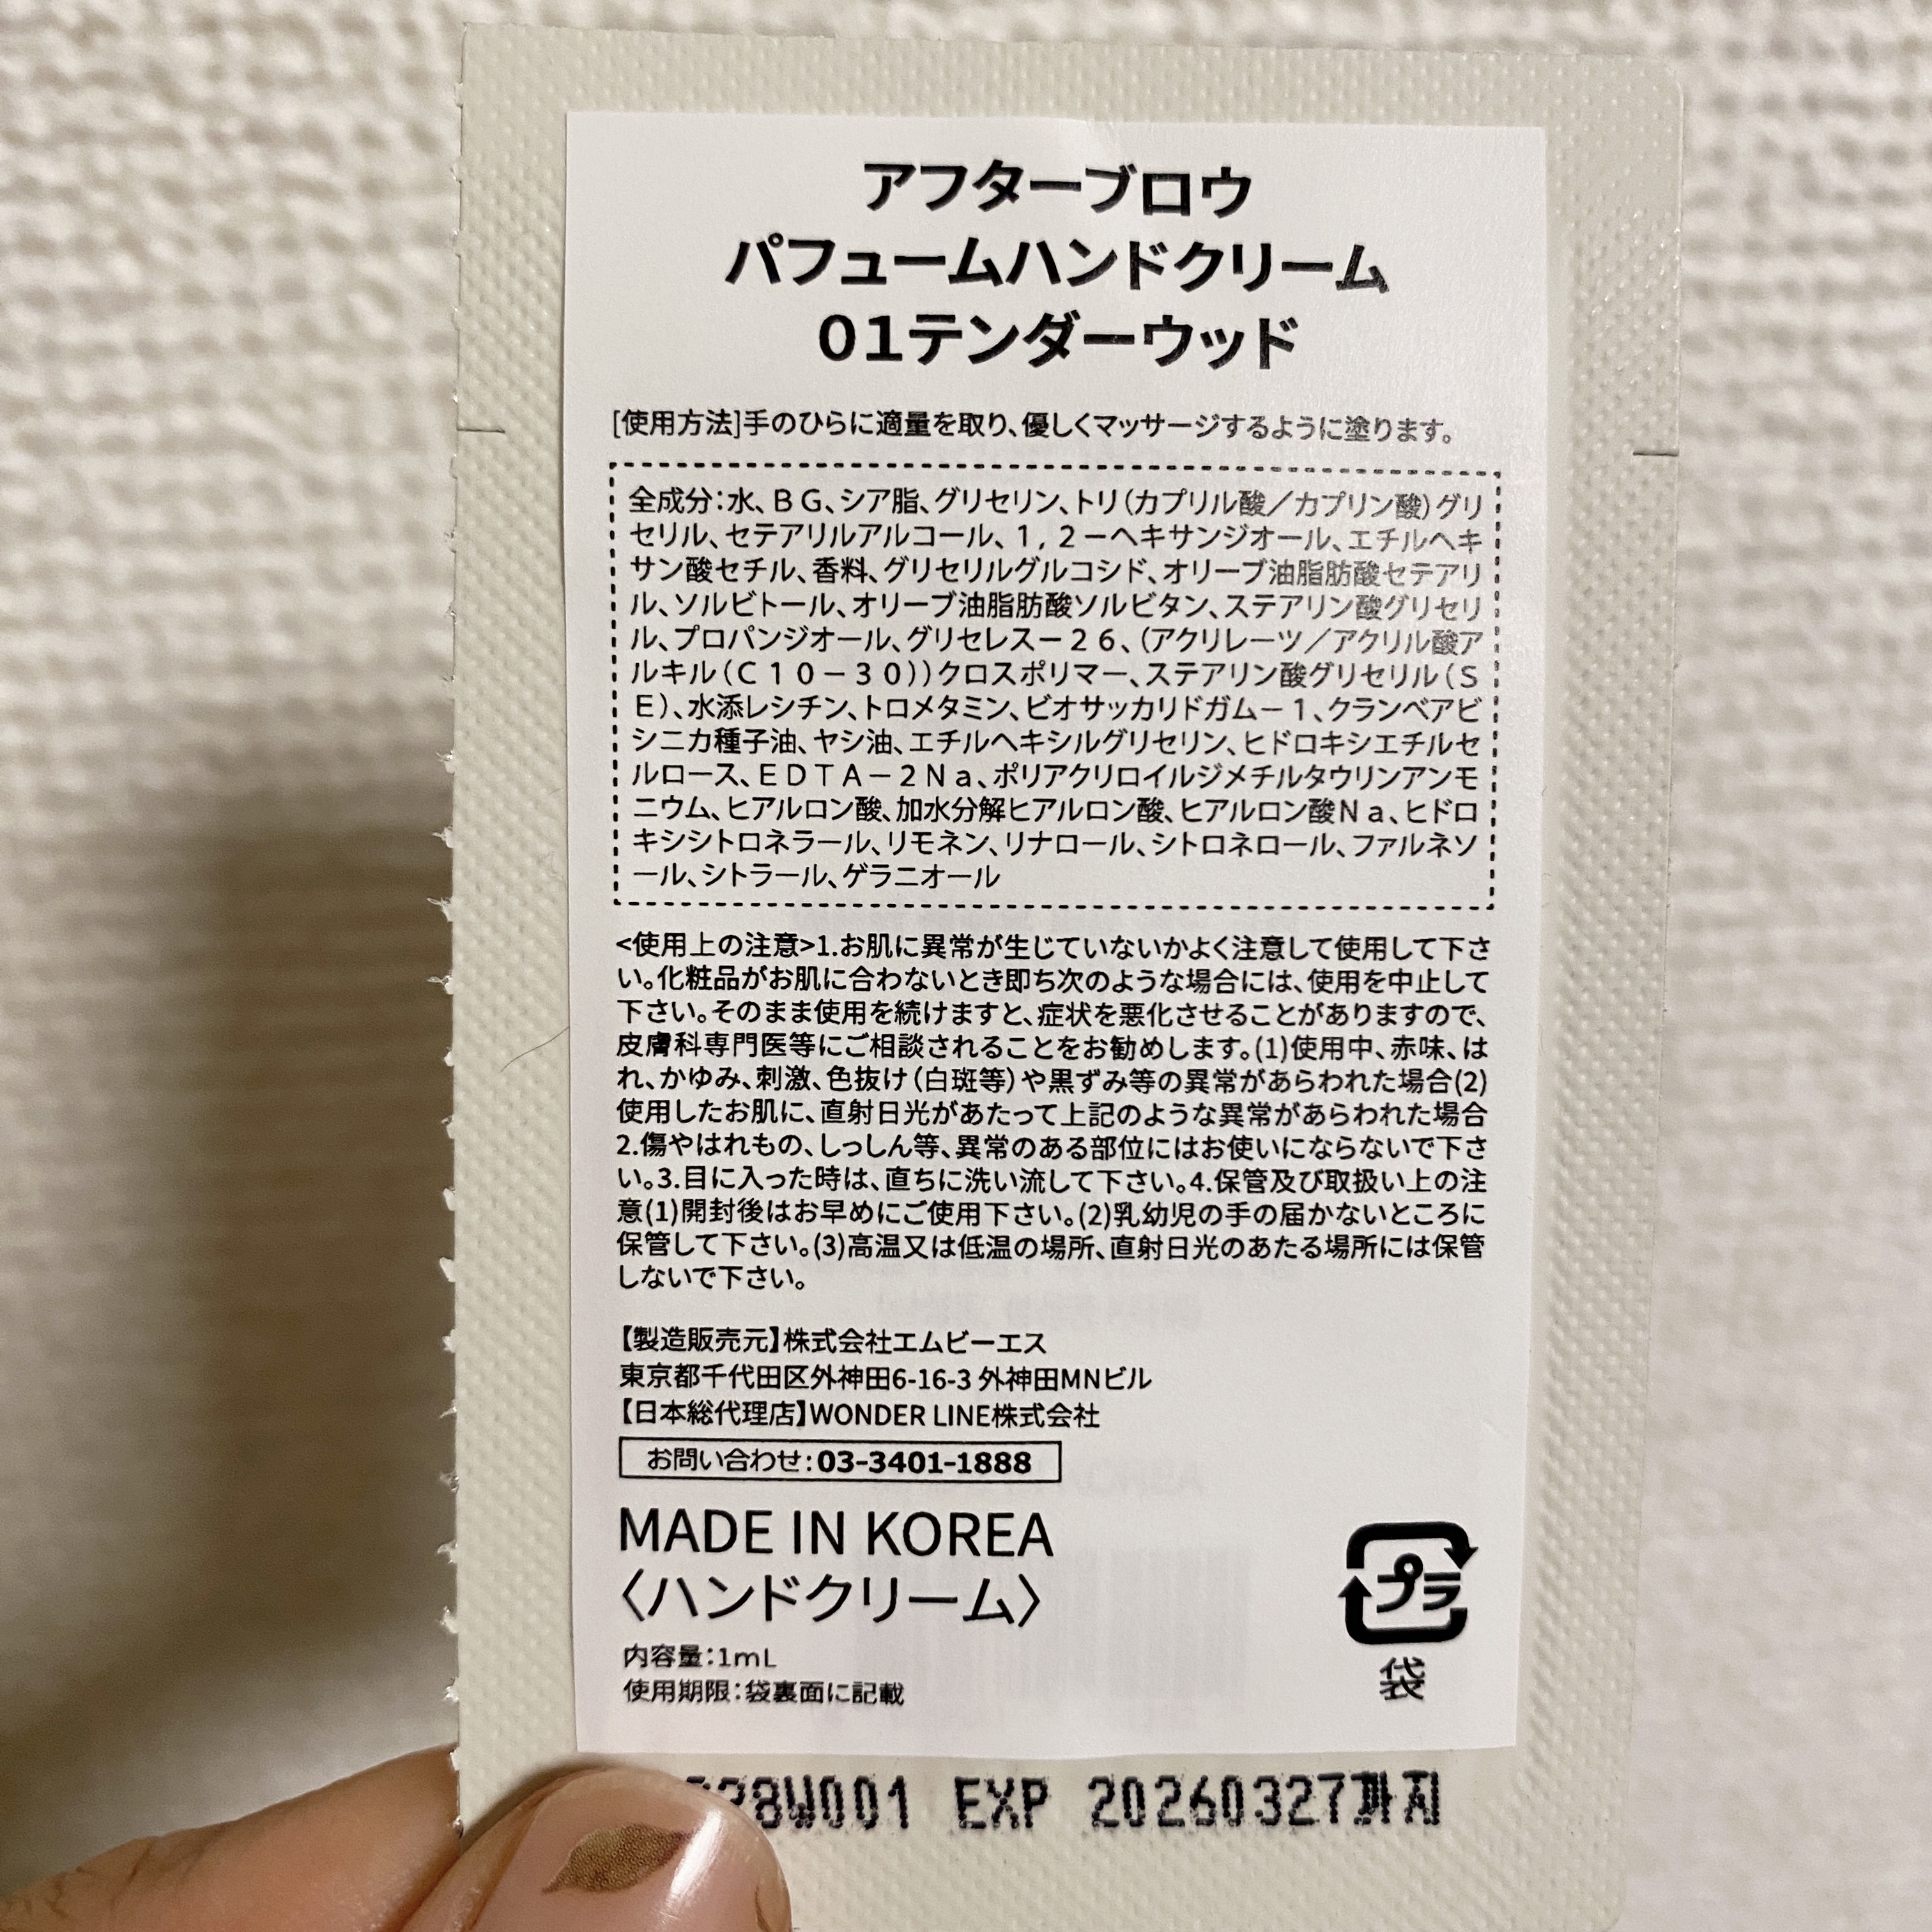 アフターブロウ
パフュームハンドクリーム
01テンダーウッド
[使用方法]手のひらに適量を取り、優しくマッサージするように塗ります。
全成分:水、BG、シア脂、グリセリン、トリ(カプリル酸/カプリン酸)グリ
セリル、セテアリルアルコール、1,2-ヘキサンジオール、エチルヘキ
サン酸セチル、香料、グリセリルグルコシド、オリーブ油脂肪酸セテアリ
ル、ソルビトール、オリーブ油脂肪酸ソルビタン、ステアリン酸グリセリ
ル、プロパンジオール、グリセレス-26、(アクリレーツ/アクリル酸ア
ルキル(C10-30))クロスポリマー、ステアリン酸グリセリル(S
E)、水添レシチン、トロメタミン、ビオサッカリドガム-1、クランベアビ
シニカ種子油、ヤシ油、エチルヘキシルグリセリン、ヒドロキシエチルセ
ルロース、EDTA-2Na、ポリアクリロイルジメチルタウリンアンモ
ニウム、ヒアルロン酸、加水分解ヒアルロン酸、ヒアルロン酸Na、ヒドロ
キシシトロネラール、リモネン、リナロール、シトロネロール、ファルネソ
ール、シトラール、ゲラニオール
<使用上の注意>1.お肌に異常が生じていないかよく注意して使用して下さ
い。化粧品がお肌に合わないとき即ち次のような場合には、使用を中止して
下さい。そのまま使用を続けますと、症状を悪化させることがありますので、
皮膚科専門医等にご相談されることをお勧めします。(1)使用中、赤味、は
れ、かゆみ、刺激、色抜け(白斑等)や黒ずみ等の異常があらわれた場合(2)
使用したお肌に、直射日光があたって上記のような異常があらわれた場合
2.傷やはれもの、しっしん等、異常のある部位にはお使いにならないで下さ
い。3.目に入った時は、直ちに洗い流して下さい。4.保管及び取扱い上の注
意(1)開封後はお早めにご使用下さい。(2)乳幼児の手の届かないところに
保管して下さい。(3)高温又は低温の場所、直射日光のあたる場所には保管
しないで下さい。
【製造販売元】株式会社エムビーエス
東京都千代田区外神田6-16-3 外神田MNビル
【日本総代理店】WONDER LINE株式会社
お問い合わせ:03-3401-1888
MADE IN KOREA
〈ハンドクリーム〉
内容量:1mL
使用期限:袋裏面に記載
プラ
袋
EXP 20260327까지